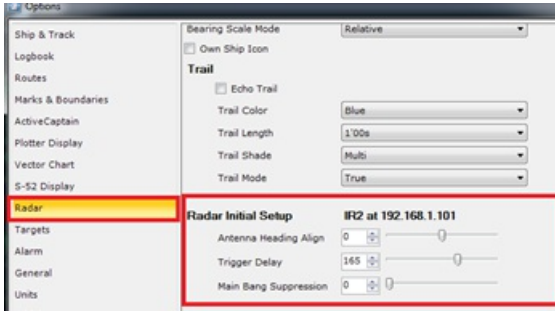 Options
Ship & Track
Logbook
Routes
Marks & Boundaries
ActiveCaptain
Plotter Display
Vector Chart
S-52 Display
Radar
Targets
Alarm
General
Units
Bearing Scale Mode Relative
Own Ship Icon
Trail
Echo Trail
Trail Color Blue
Trail Length 1'00s
Trail Shade Multi
Trail Mode True
Radar Initial Setup IR2 at 192.168.1.101
Antenna Heading Align 0
Trigger Delay 165
Main Bang Suppression 0